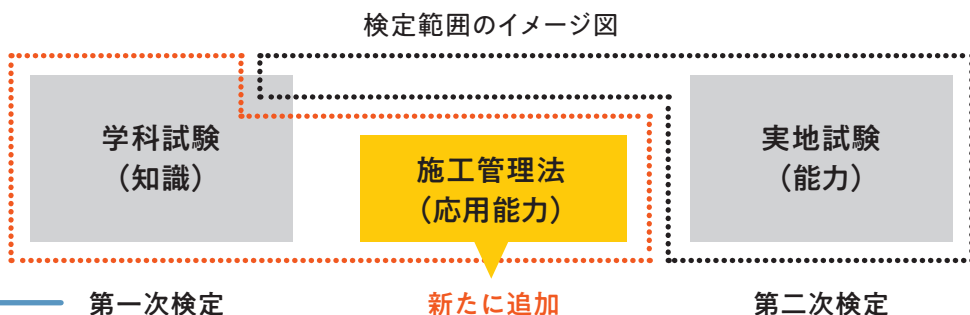 検定範囲のイメージ図
学科試験
（知識）
施工管理法
（応用能力）
実地試験
（能力）
第一次検定
新たに追加
第二次検定